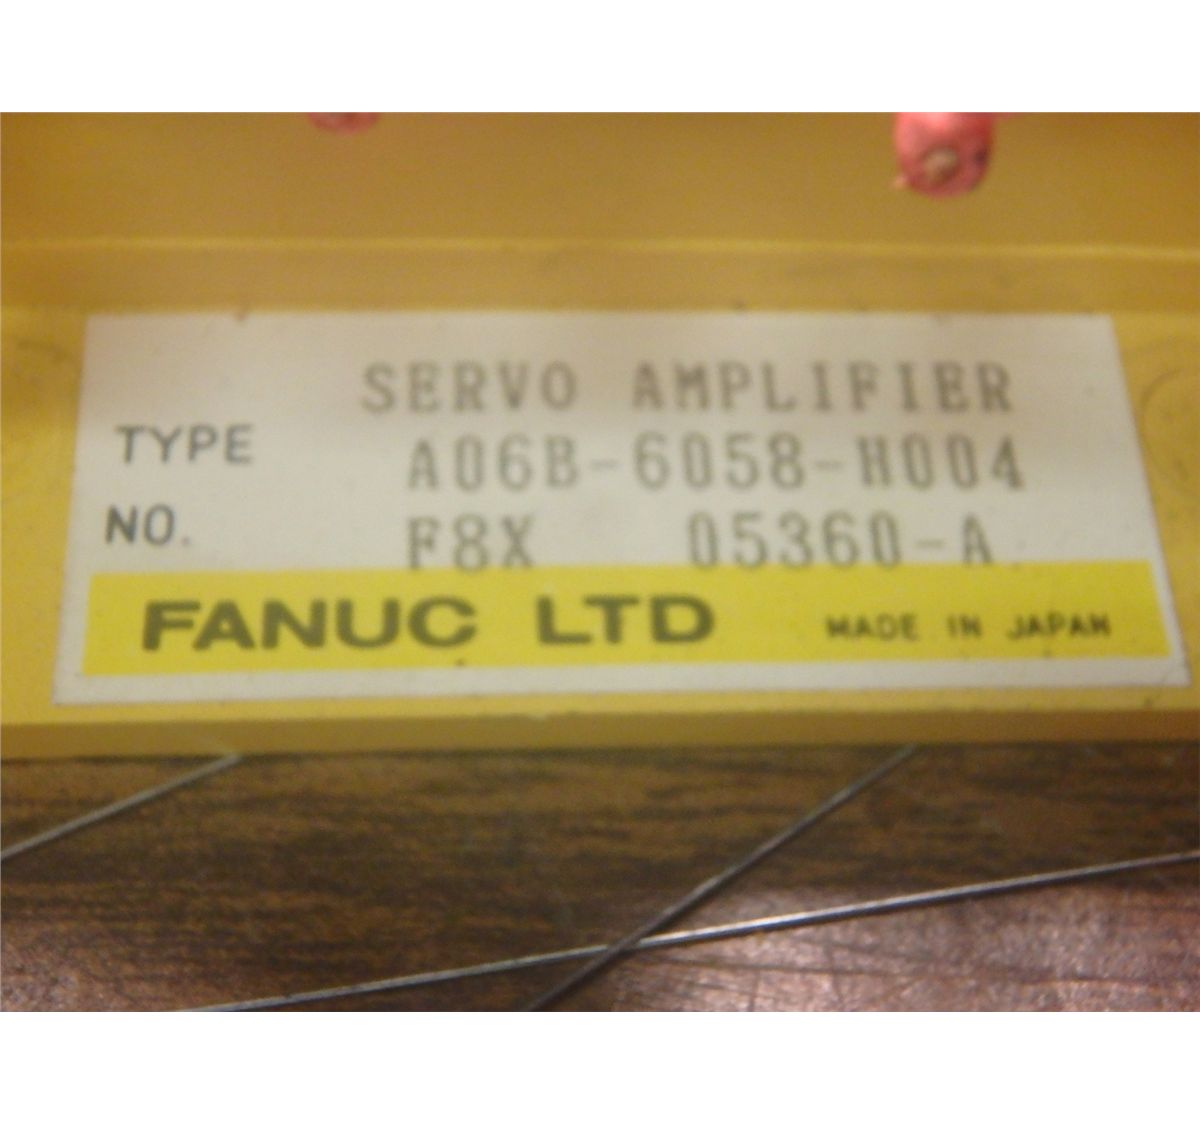 SERVO AMPLIFIER
TYPE A06B-6058-H004
NO. F8X 05360-A
FANUC LTD MADE IN JAPAN